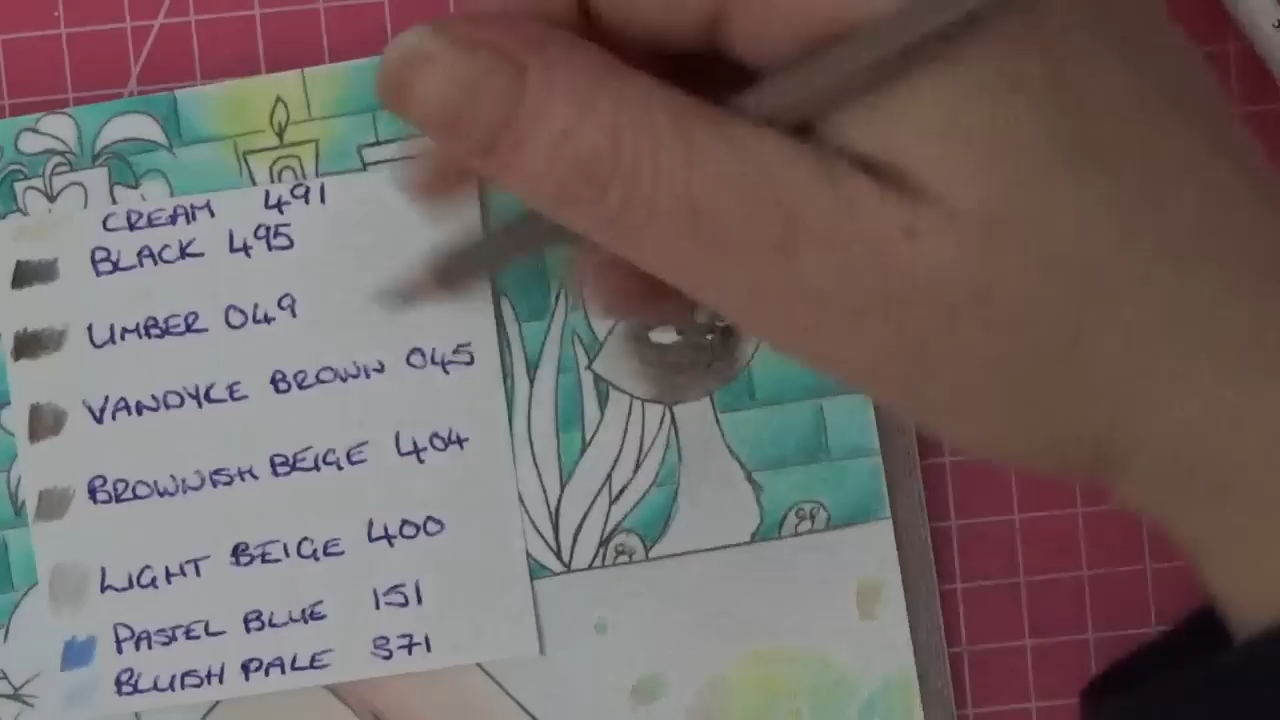 CREAM 491
BLACK 495
UMBER 049
VANDYKE BROWN 045
BROWNISH BEIGE 404
LIGHT BEIGE 400
PASTEL BLUE 151
BLUISH PALE 371